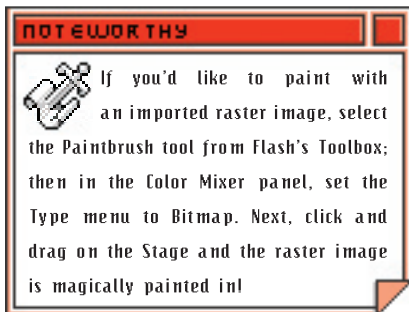 NOTEWORTHY
If you'd like to paint with
an imported raster image, select
the Paintbrush tool from Flash's Toolbox;
then in the Color Mixer panel, set the
Type menu to Bitmap. Next, click and
drag on the Stage and the raster image
is magically painted in!